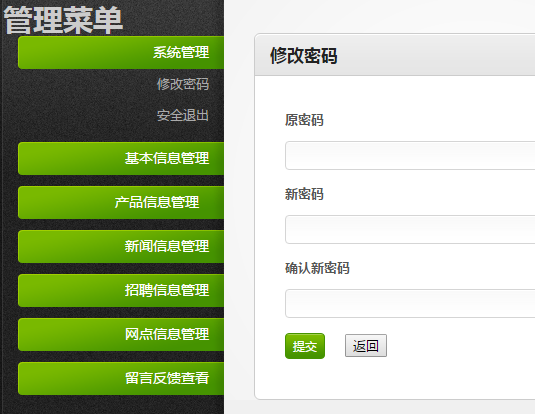 管理菜单
系统管理
修改密码
安全退出
基本信息管理
产品信息管理
新闻信息管理
招聘信息管理
网点信息管理
留言反馈查看
修改密码
原密码
新密码
确认新密码
提交 返回